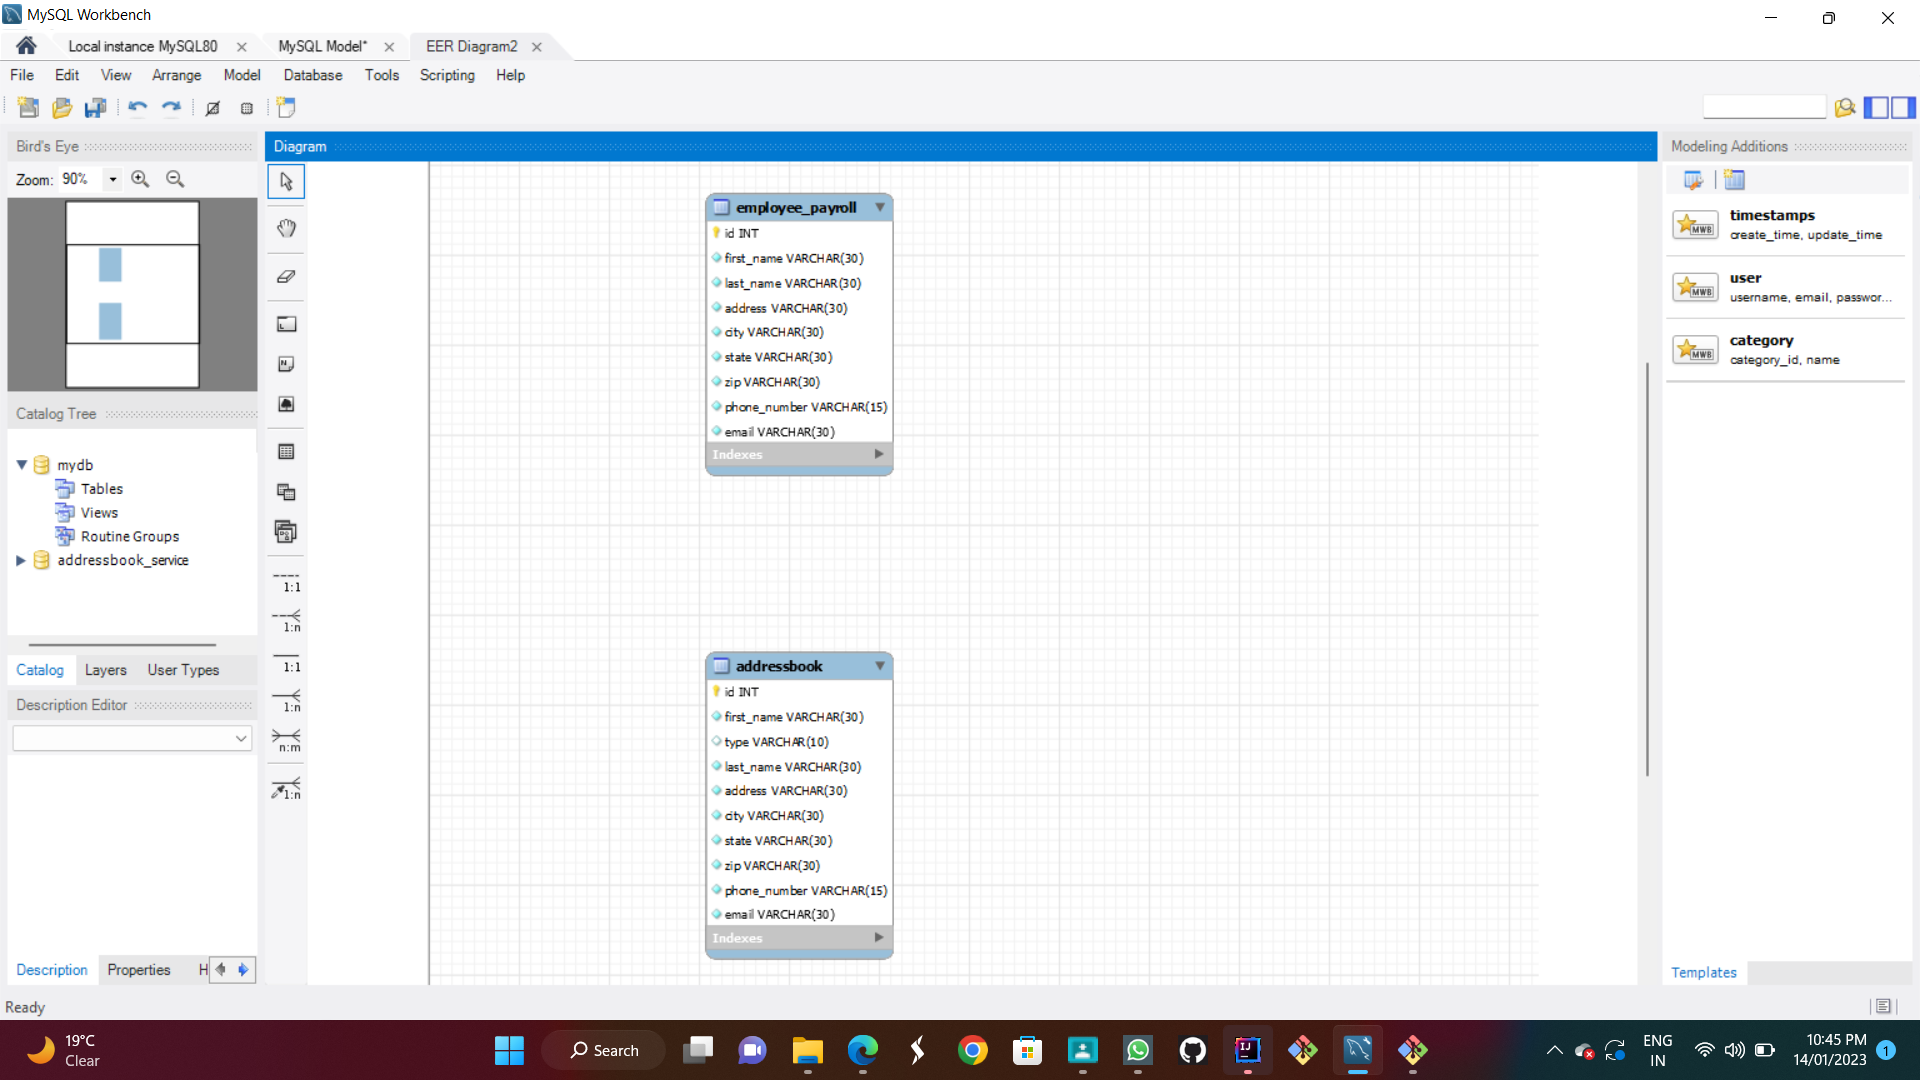 MySQL Workbench
Local instance MySQL80
MySQL Model*
EER Diagram2
File Edit View Arrange Model Database Tools Scripting Help
Bird's Eye
Zoom: 90%
Diagram
Modeling Additions
employee_payroll
id INT
first_name VARCHAR(30)
last_name VARCHAR(30)
address VARCHAR(30)
city VARCHAR(30)
state VARCHAR(30)
zip VARCHAR(30)
phone_number VARCHAR(15)
email VARCHAR(30)
Indexes
timestamps
create_time, update_time
user
username, email, passwor...
category
category_id, name
MWB
MWB
MWB
Catalog Tree
mydb
Tables
Views
Routine Groups
addressbook_service
Catalog Layers User Types
Description Editor
1:1
1:n
1:1
1:n
n:m
1:n
addressbook
id INT
first_name VARCHAR(30)
type VARCHAR(10)
last_name VARCHAR(30)
address VARCHAR(30)
city VARCHAR(30)
state VARCHAR(30)
zip VARCHAR(30)
phone_number VARCHAR(15)
email VARCHAR(30)
Indexes
Description Properties H
Templates
Ready
19°C
Clear
Search
IJ
ENG
IN
10:45 PM
14/01/2023
1